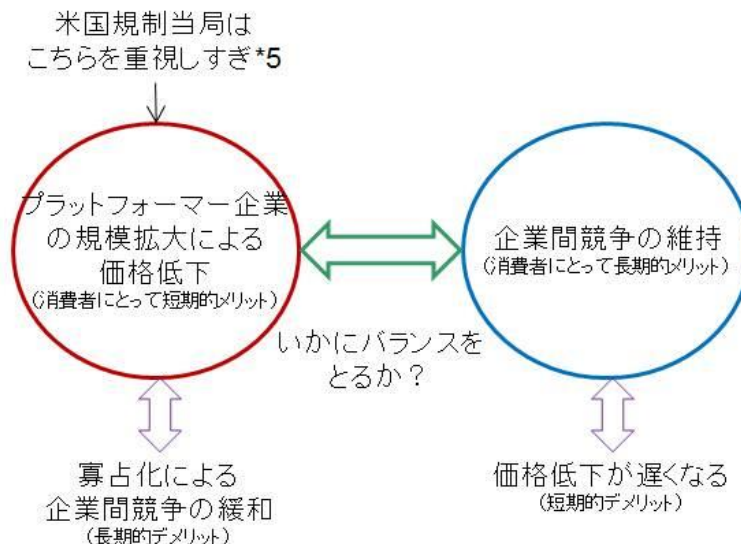 米国規制当局は
こちらを重視しすぎ*5
プラットフォーマー企業
の規模拡大による
価格低下
(消費者にとって短期的メリット)
企業間競争の維持
(消費者にとって長期的メリット)
いかにバランスを
とるか？
寡占化による
企業間競争の緩和
(長期的デメリット)
価格低下が遅くなる
(短期的デメリット)